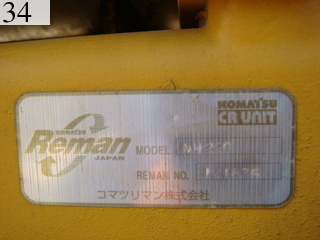 34
KOMATSU
Reman
JAPAN
KOMATSU
CR UNIT
MODEL
REMAN NO.
コマツリマン株式会社